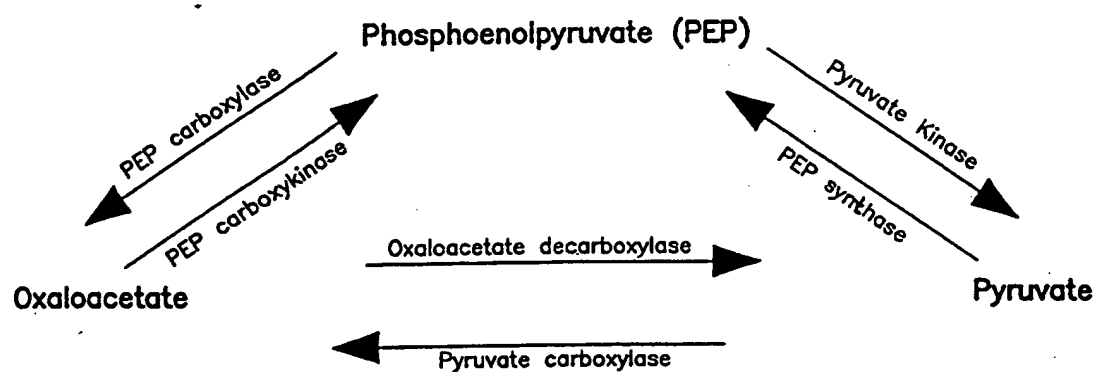 Phosphoenolpyruvate (PEP)
PEP carboxylase
PEP carboxykinase
Pyruvate Kinase
PEP synthase
Oxaloacetate decarboxylase
Oxaloacetate
Pyruvate
Pyruvate carboxylase